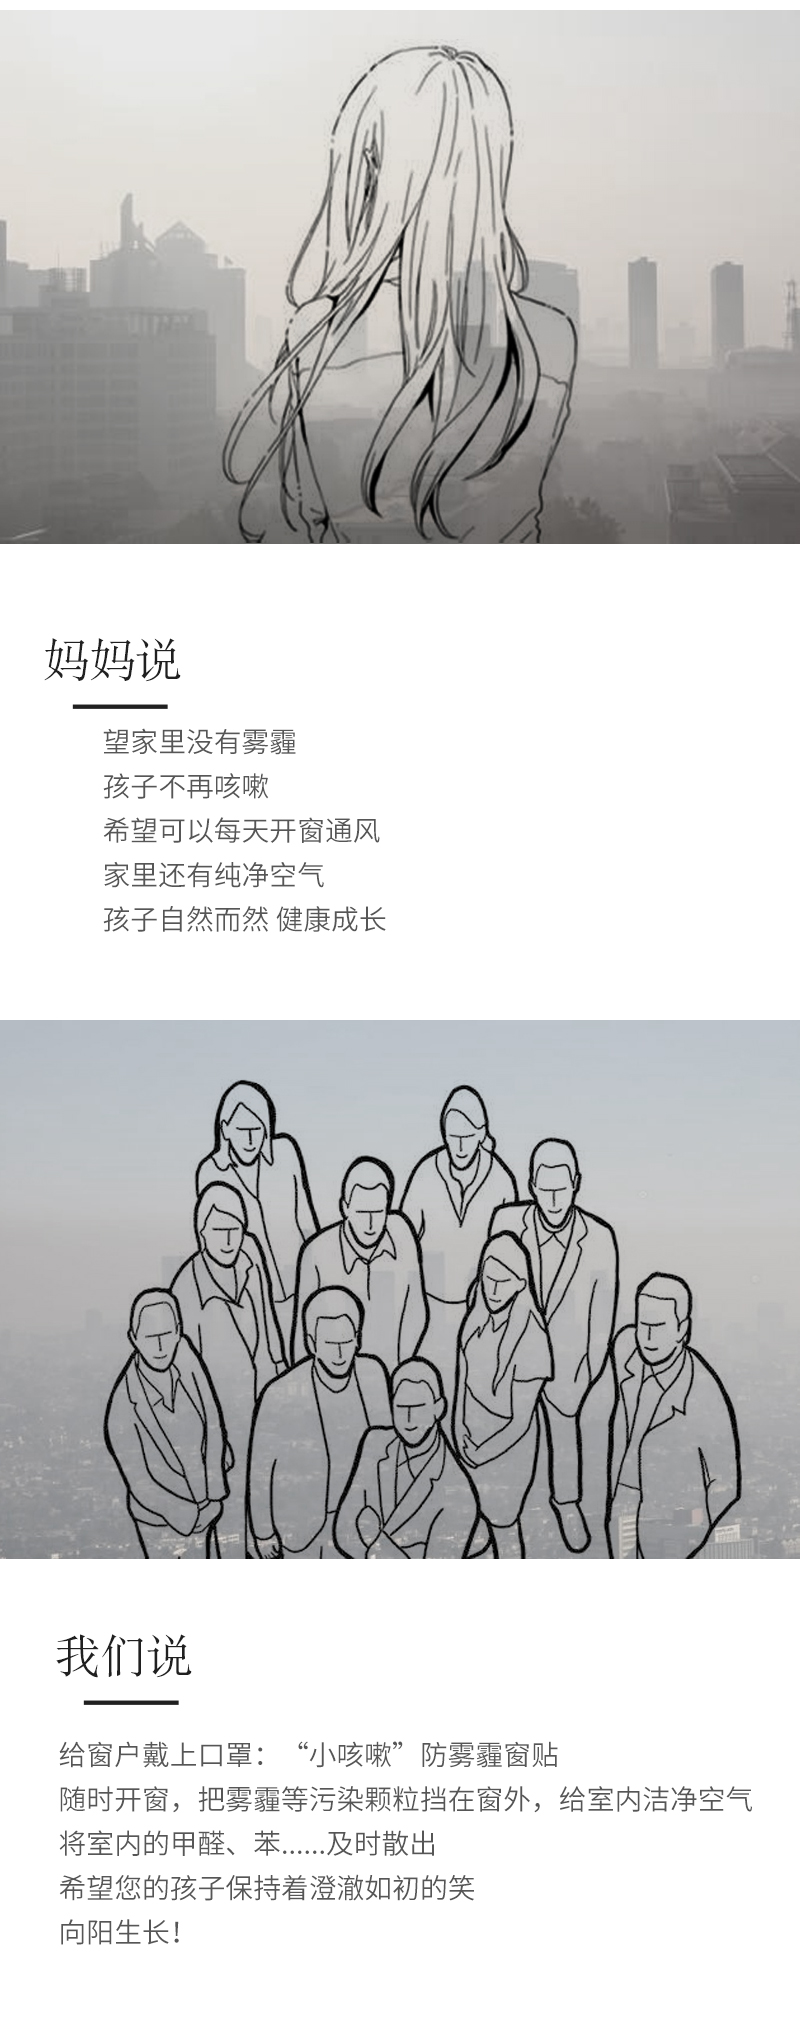 妈妈说
望家里没有雾霾
孩子不再咳嗽
希望可以每天开窗通风
家里还有纯净空气
孩子自然而然 健康成长
我们说
给窗户戴上口罩：“小咳嗽”防雾霾窗贴
随时开窗，把雾霾等污染颗粒挡在窗外，给室内洁净空气
将室内的甲醛、苯......及时散出
希望您的孩子保持着澄澈如初的笑
向阳生长！